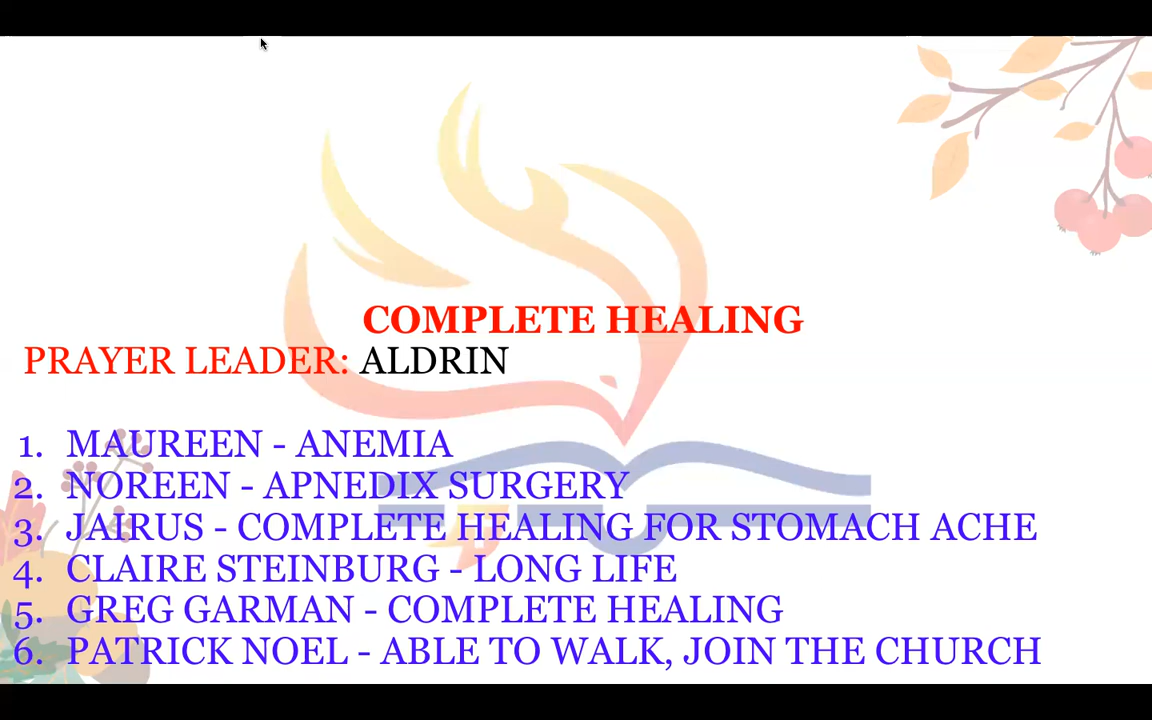 COMPLETE HEALING
PRAYER LEADER: ALDRIN
1. MAUREEN - ANEMIA
2. NOREEN - APNEDIX SURGERY
3. JAIRUS - COMPLETE HEALING FOR STOMACH ACHE
4. CLAIRE STEINBURG - LONG LIFE
5. GREG GARMAN - COMPLETE HEALING
6. PATRICK NOEL - ABLE TO WALK, JOIN THE CHURCH